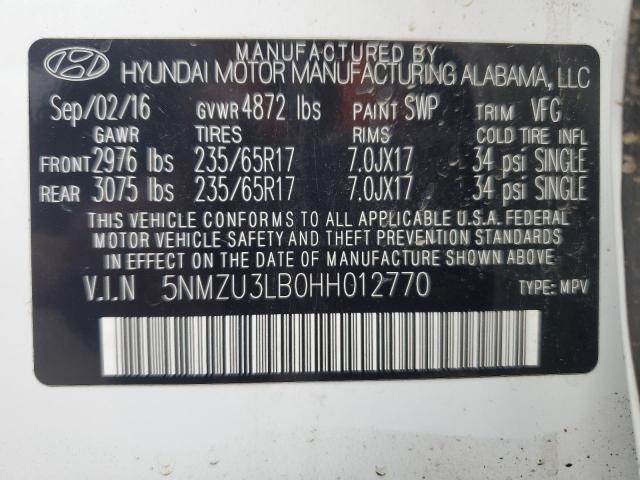 MANUFACTURED BY
HYUNDAI MOTOR MANUFACTURING ALABAMA, LLC
Sep/02/16 GVWR 4872 lbs PAINT SWP TRIM VFG
GAWR TIRES RIMS COLD TIRE INFL
FRONT 2976 lbs 235/65R17 7.0JX17 34 psi SINGLE
REAR 3075 lbs 235/65R17 7.0JX17 34 psi SINGLE
THIS VEHICLE CONFORMS TO ALL APPLICABLE U.S.A. FEDERAL
MOTOR VEHICLE SAFETY AND THEFT PREVENTION STANDARDS
IN EFFECT ON THE DATE OF MANUFACTURE SHOWN ABOVE
V.I.N 5NMZU3LB0HH012770 TYPE: MPV